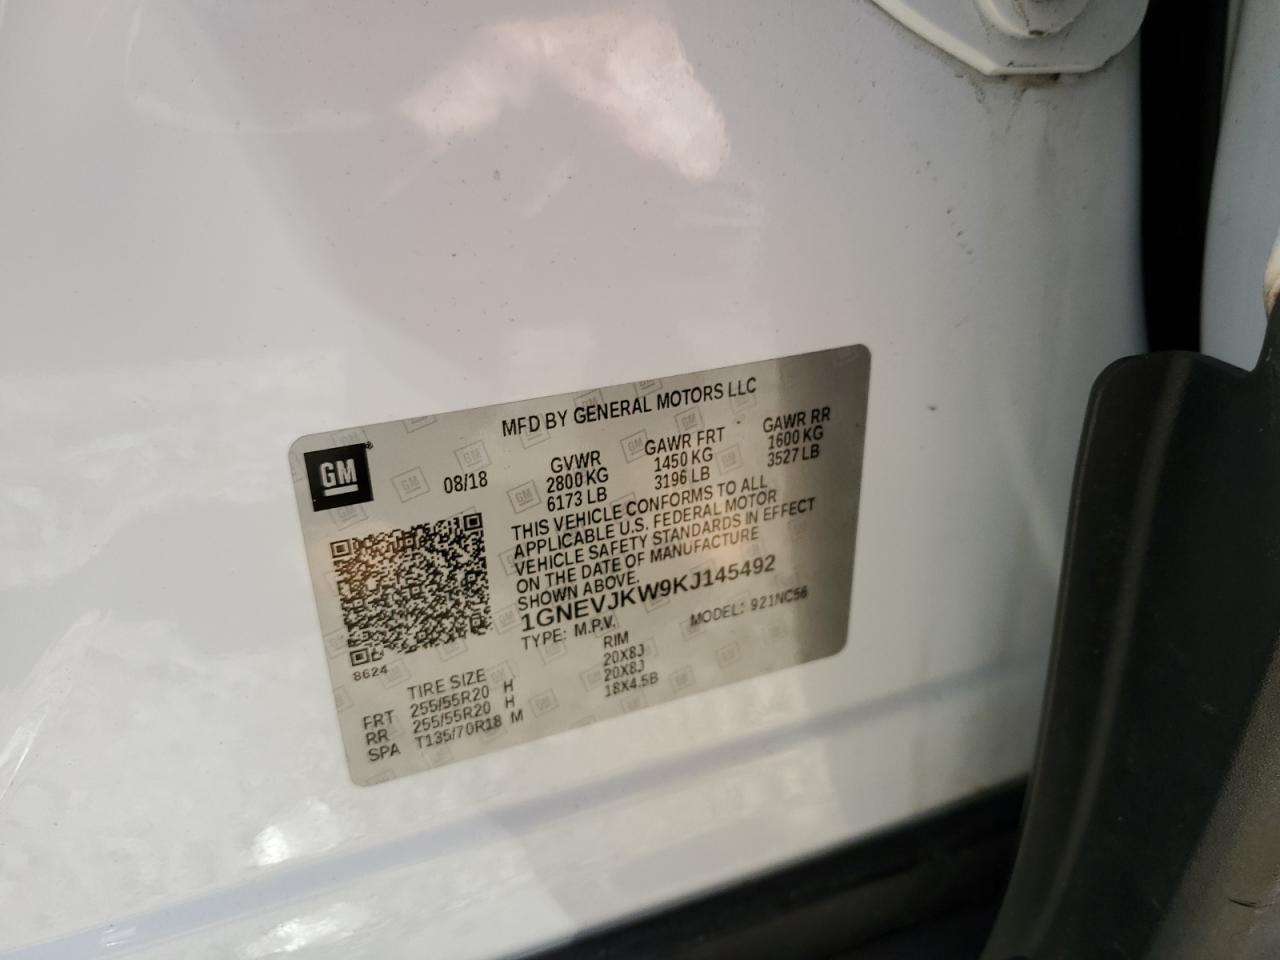 MFD BY GENERAL MOTORS LLC
GM
08/18
GVWR GAWR FRT GAWR RR
2800 KG 1450 KG 1600 KG
6173 LB 3196 LB 3527 LB
THIS VEHICLE CONFORMS TO ALL
APPLICABLE U.S. FEDERAL MOTOR
VEHICLE SAFETY STANDARDS IN EFFECT
ON THE DATE OF MANUFACTURE
SHOWN ABOVE.
1GNEVJKW9KJ145492
TYPE: M.P.V. MODEL: 921NC56
8624
TIRE SIZE RIM
FRT 255/55R20 H 20X8J
RR 255/55R20 H 20X8J
SPA T135/70R18 M 18X4.5B